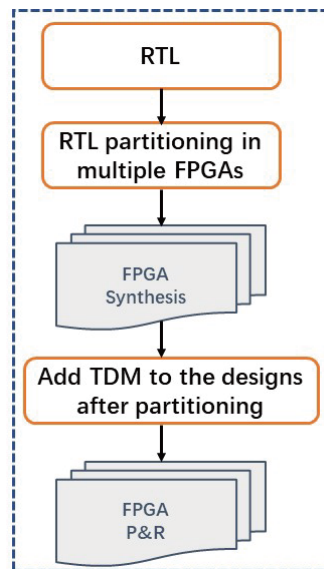 RTL
RTL partitioning in
multiple FPGAs
FPGA
Synthesis
Add TDM to the designs
after partitioning
FPGA
P&R